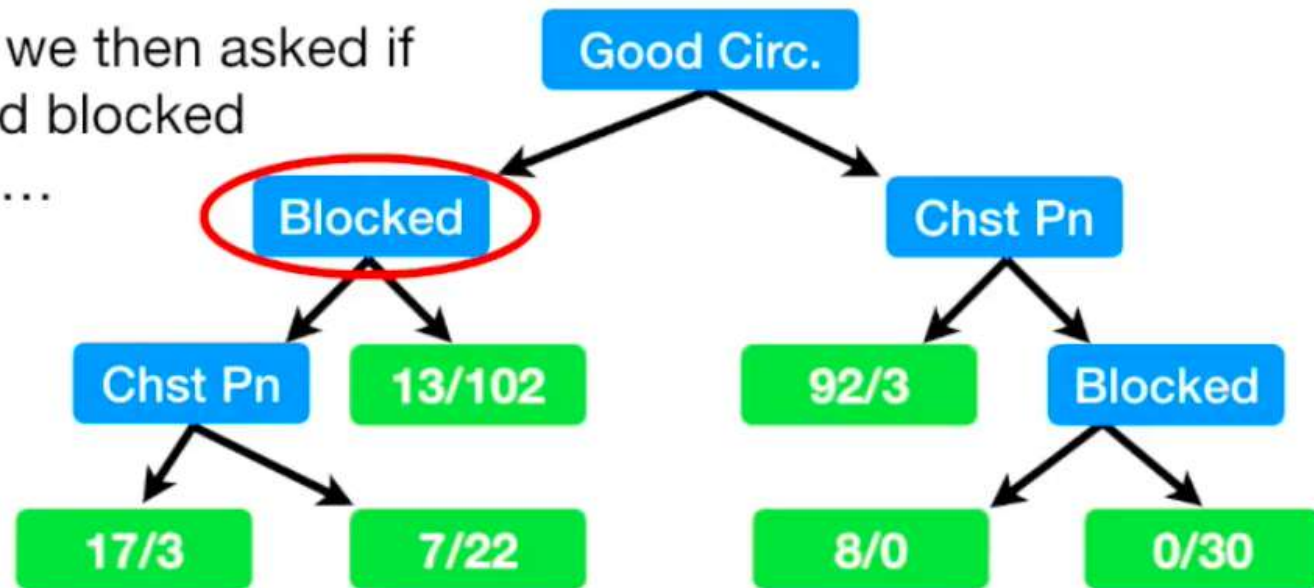 we then asked if
d blocked
…
Good Circ.
Blocked
Chst Pn
Chst Pn
13/102
92/3
Blocked
17/3
7/22
8/0
0/30